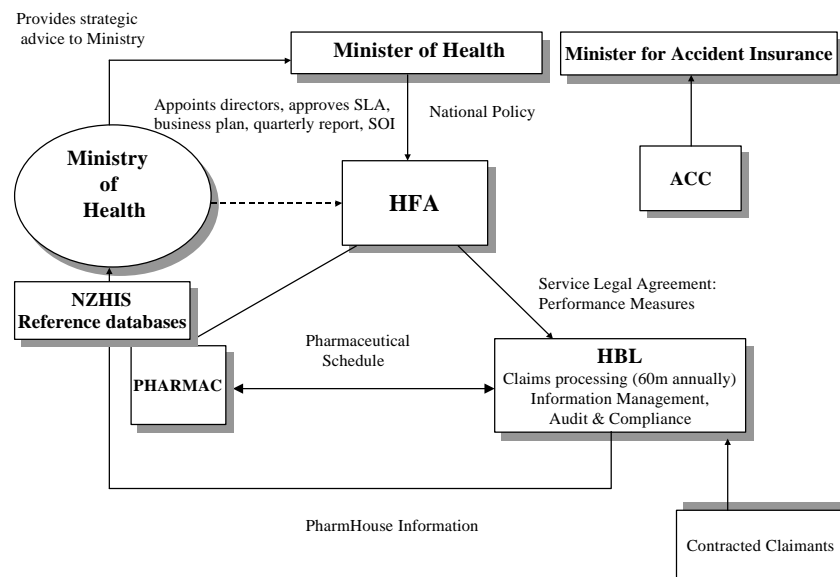 Provides strategic
advice to Ministry
Minister of Health
Minister for Accident Insurance
Appoints directors, approves SLA,
business plan, quarterly report, SOI
National Policy
Ministry
of
Health
HFA
ACC
NZHIS
Reference databases
Service Legal Agreement:
Performance Measures
Pharmaceutical
Schedule
PHARMAC
HBL
Claims processing (60m annually)
Information Management,
Audit & Compliance
PharmHouse Information
Contracted Claimants